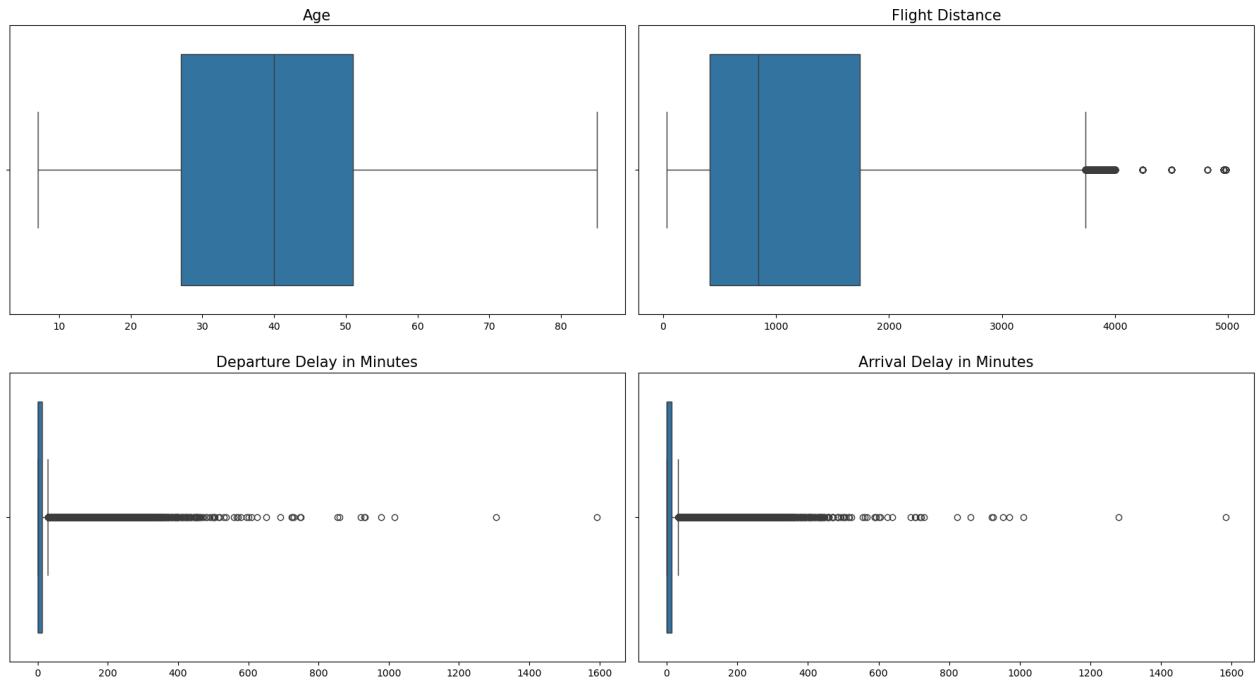 Age
Flight Distance
10 20 30 40 50 60 70 80
0 1000 2000 3000 4000 5000
Departure Delay in Minutes
Arrival Delay in Minutes
0 200 400 600 800 1000 1200 1400 1600
0 200 400 600 800 1000 1200 1400 1600